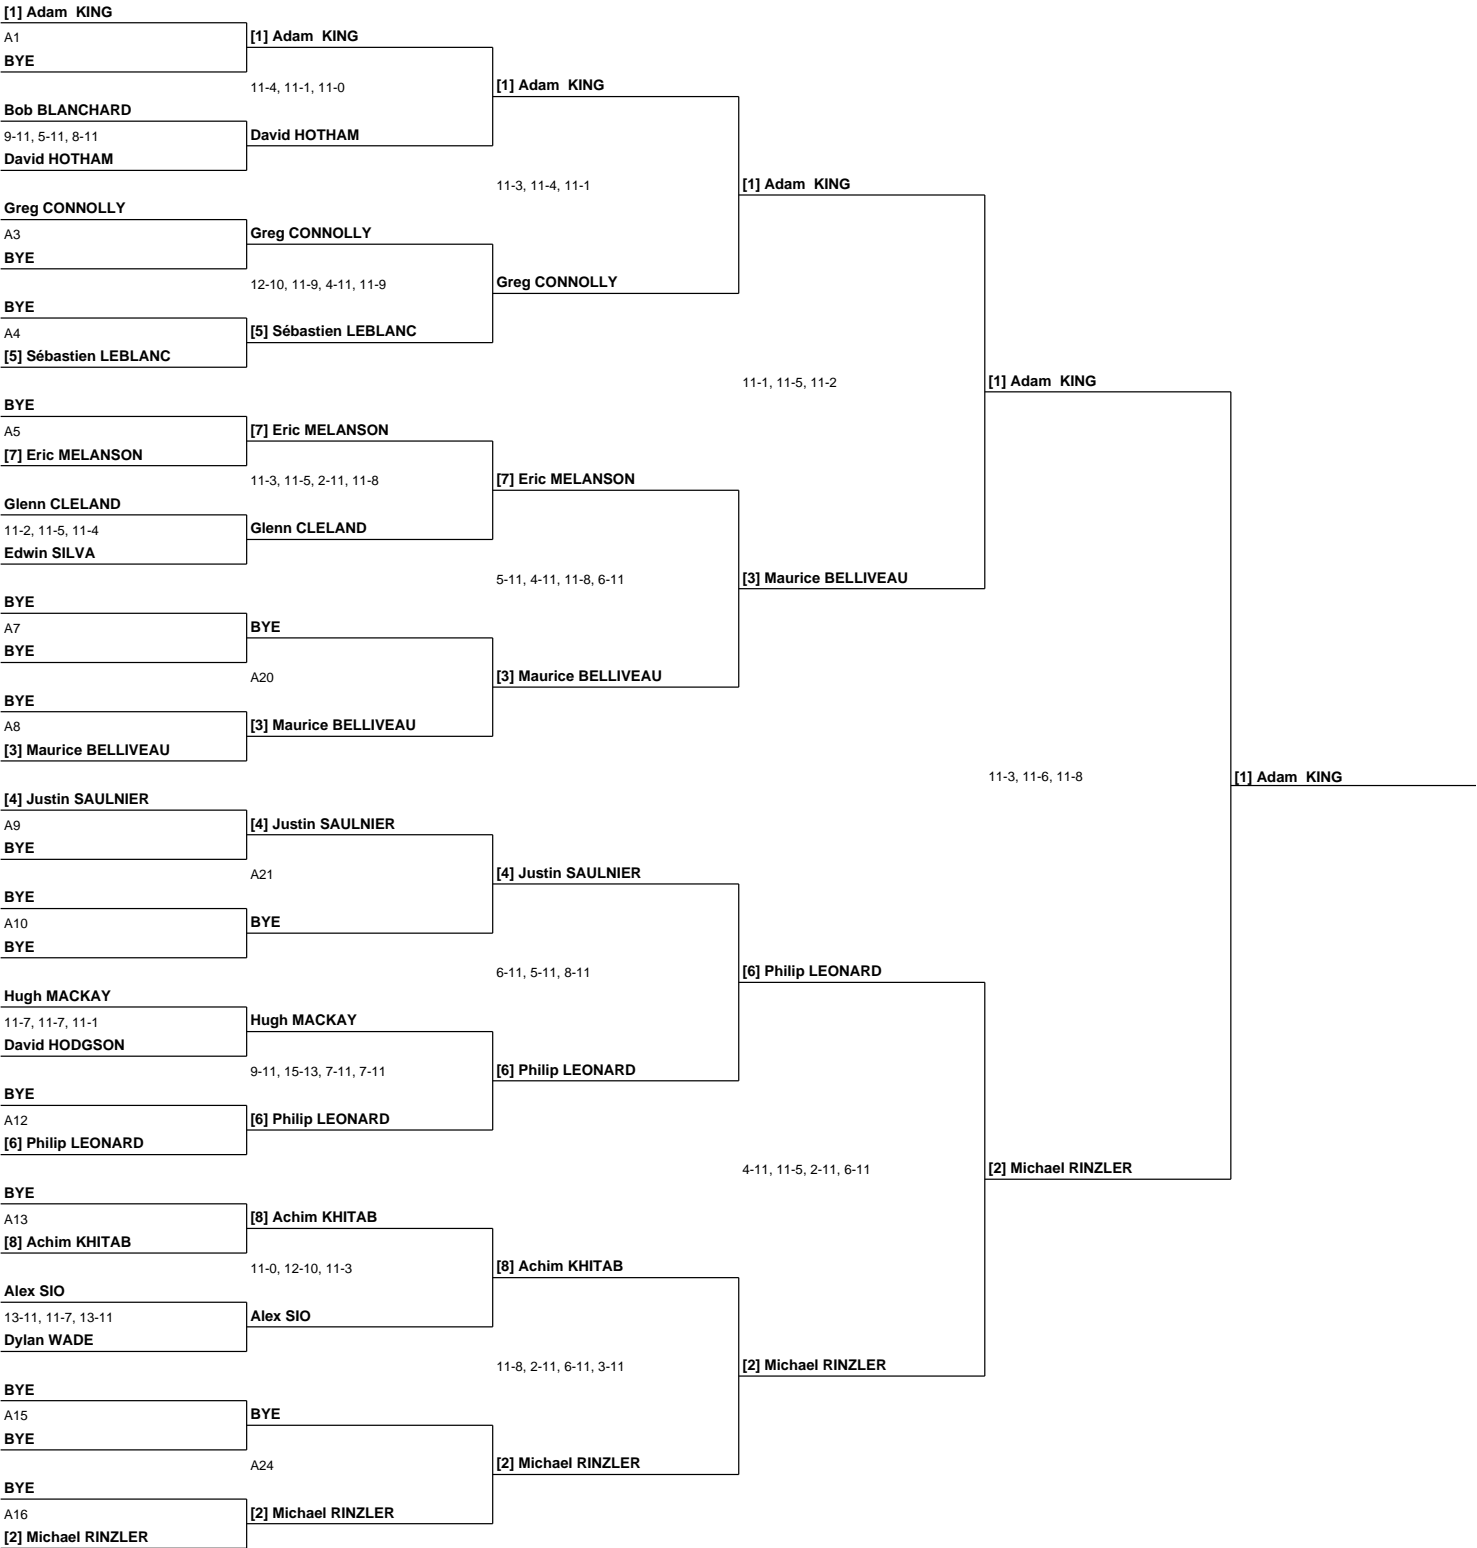 [1] Adam  KING
A1
BYE
Bob BLANCHARD
9-11, 5-11, 8-11
David HOTHAM
Greg CONNOLLY
A3
BYE
BYE
A4
[5] Sébastien LEBLANC
BYE
A5
[7] Eric MELANSON
Glenn CLELAND
11-2, 11-5, 11-4
Edwin SILVA
BYE
A7
BYE
BYE
A8
[3] Maurice BELLIVEAU
[4] Justin SAULNIER
A9
BYE
BYE
A10
BYE
Hugh MACKAY
11-7, 11-7, 11-1
David HODGSON
BYE
A12
[6] Philip LEONARD
BYE
A13
[8] Achim KHITAB
Alex SIO
13-11, 11-7, 13-11
Dylan WADE
BYE
A15
BYE
BYE
A16
[2] Michael RINZLER
[1] Adam  KING
11-4, 11-1, 11-0
David HOTHAM
Greg CONNOLLY
12-10, 11-9, 4-11, 11-9
[5] Sébastien LEBLANC
[7] Eric MELANSON
11-3, 11-5, 2-11, 11-8
Glenn CLELAND
BYE
A20
[3] Maurice BELLIVEAU
[4] Justin SAULNIER
A21
BYE
Hugh MACKAY
9-11, 15-13, 7-11, 7-11
[6] Philip LEONARD
[8] Achim KHITAB
11-0, 12-10, 11-3
Alex SIO
BYE
A24
[2] Michael RINZLER
[1] Adam  KING
11-3, 11-4, 11-1
Greg CONNOLLY
[7] Eric MELANSON
5-11, 4-11, 11-8, 6-11
[3] Maurice BELLIVEAU
[4] Justin SAULNIER
6-11, 5-11, 8-11
[6] Philip LEONARD
[8] Achim KHITAB
11-8, 2-11, 6-11, 3-11
[2] Michael RINZLER
[1] Adam  KING
11-1, 11-5, 11-2
[3] Maurice BELLIVEAU
[6] Philip LEONARD
4-11, 11-5, 2-11, 6-11
[2] Michael RINZLER
[1] Adam  KING
11-3, 11-6, 11-8
[2] Michael RINZLER
[1] Adam  KING